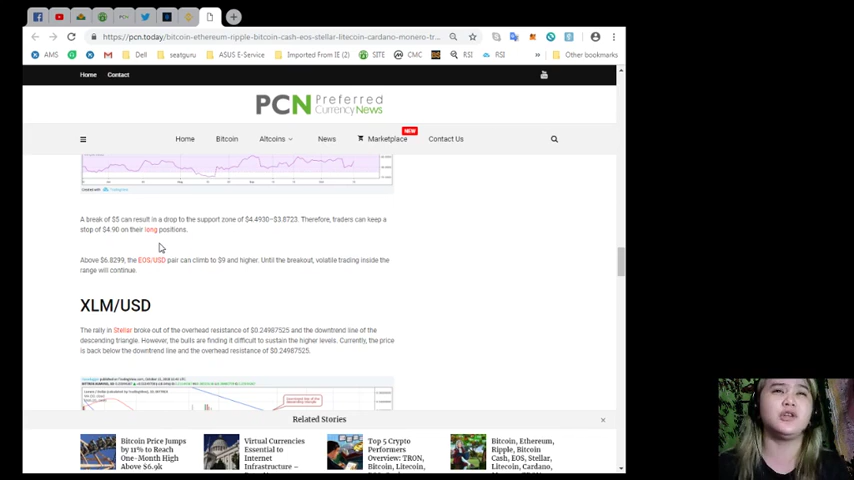 https://pcn.today/bitcoin-ethereum-ripple-bitcoin-cash-eos-stellar-litecoin-cardano-monero-tr...
AMS
Dell
seatguru
ASUS E-Service
Imported From IE (2)
SITE
CMC
RSI
RSI
Other bookmarks
Home
Contact
PCN Preferred Currency News
NEW
Home
Bitcoin
Altcoins
News
Marketplace
Contact Us
A break of $5 can result in a drop to the support zone of $4.4930–$3.8723. Therefore, traders can keep a
stop of $4.90 on their long positions.
Above $6.8299, the EOS/USD pair can climb to $9 and higher. Until the breakout, volatile trading inside the
range will continue.
XLM/USD
The rally in Stellar broke out of the overhead resistance of $0.24987525 and the downtrend line of the
descending triangle. However, the bulls are finding it difficult to sustain the higher levels. Currently, the price
is back below the downtrend line and the overhead resistance of $0.24987525.
Related Stories
Bitcoin Price Jumps
by 11% to Reach
One-Month High
Above $6.9k
Virtual Currencies
Essential to
Internet
Infrastructure –
Top 5 Crypto
Performers
Overview: TRON,
Bitcoin, Litecoin,
Bitcoin, Ethereum,
Ripple, Bitcoin
Cash, EOS, Stellar,
Litecoin, Cardano,